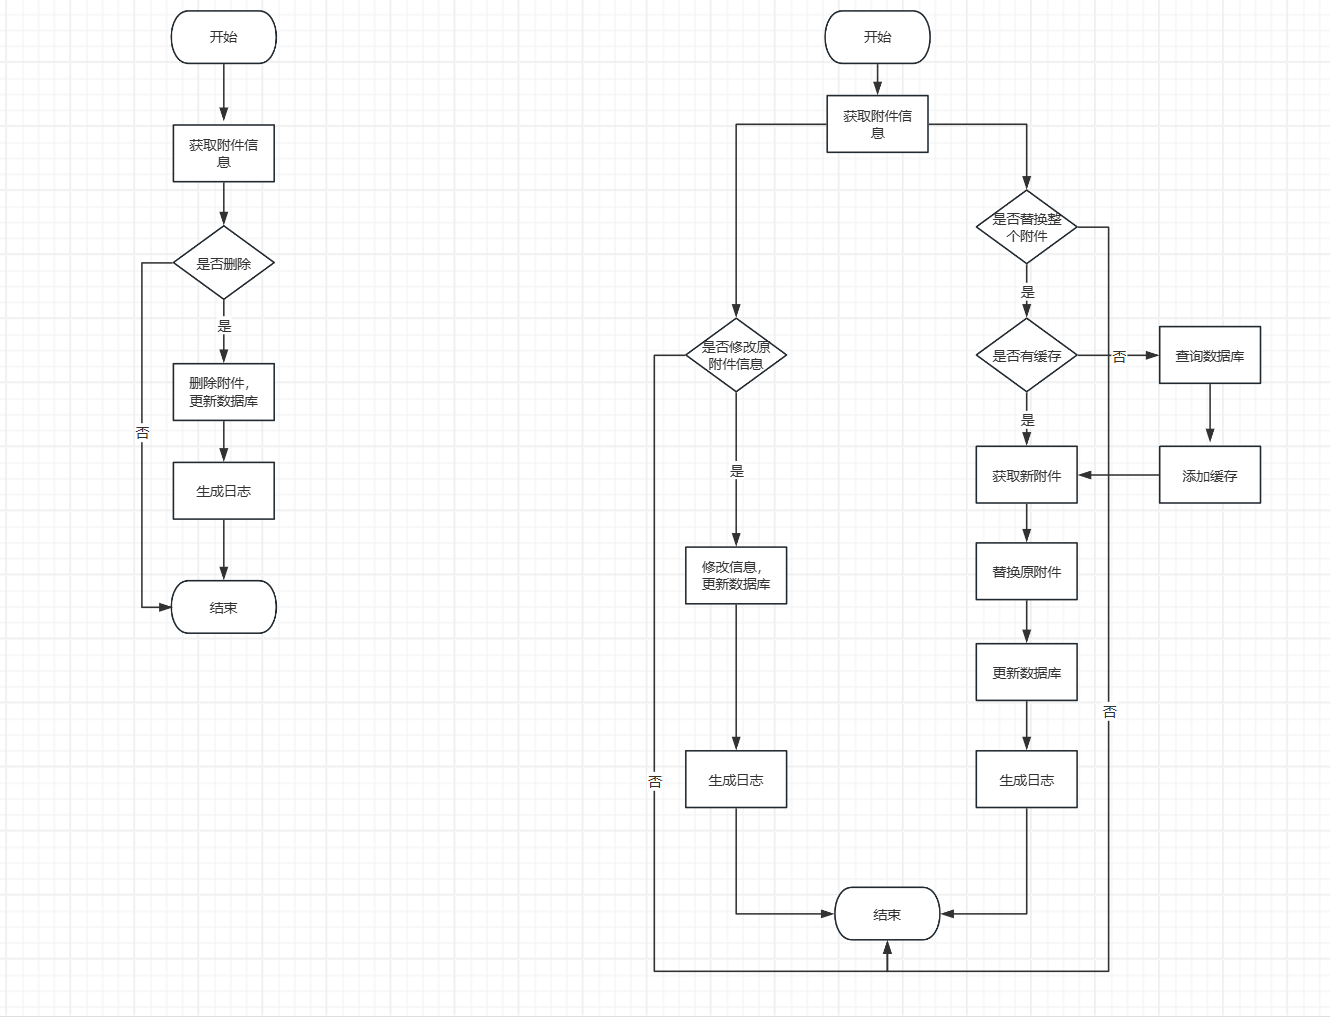 开始
获取附件信
息
是否删除
是
删除附件，
更新数据库
否
生成日志
结束
开始
获取附件信
息
是否替换整
个附件
是
是否修改原
附件信息
是否有缓存
否
查询数据库
是
是
获取新附件
添加缓存
修改信息，
更新数据库
替换原附件
更新数据库
否
否
生成日志
生成日志
结束